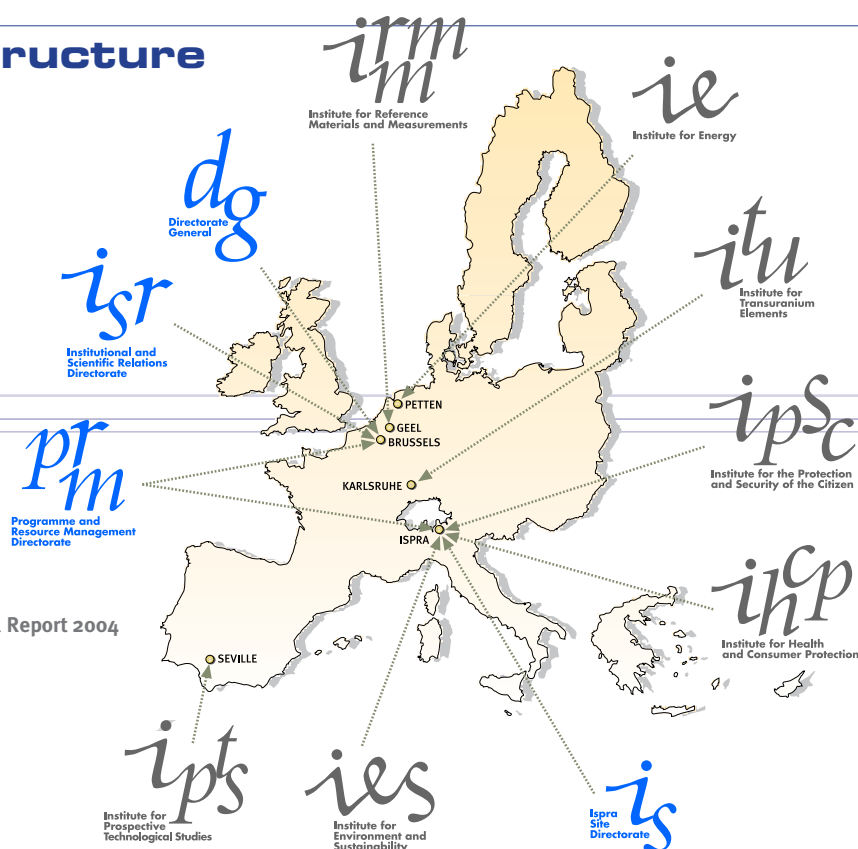 ructure
irmm
Institute for Reference
Materials and Measurements
ie
Institute for Energy
dg
Directorate
General
itu
Institute for
Transuranium
Elements
isr
Institutional and
Scientific Relations
Directorate
PETTEN
GEEL
BRUSSELS
ipsc
Institute for the Protection
and Security of the Citizen
prm
Programme and
Resource Management
Directorate
KARLSRUHE
ISPRA
ihcp
Institute for Health
and Consumer Protection
Report 2004
SEVILLE
ipts
Institute for
Prospective
Technological Studies
ies
Institute for
Environment and
Sustainability
is
Ispra
Site
Directorate